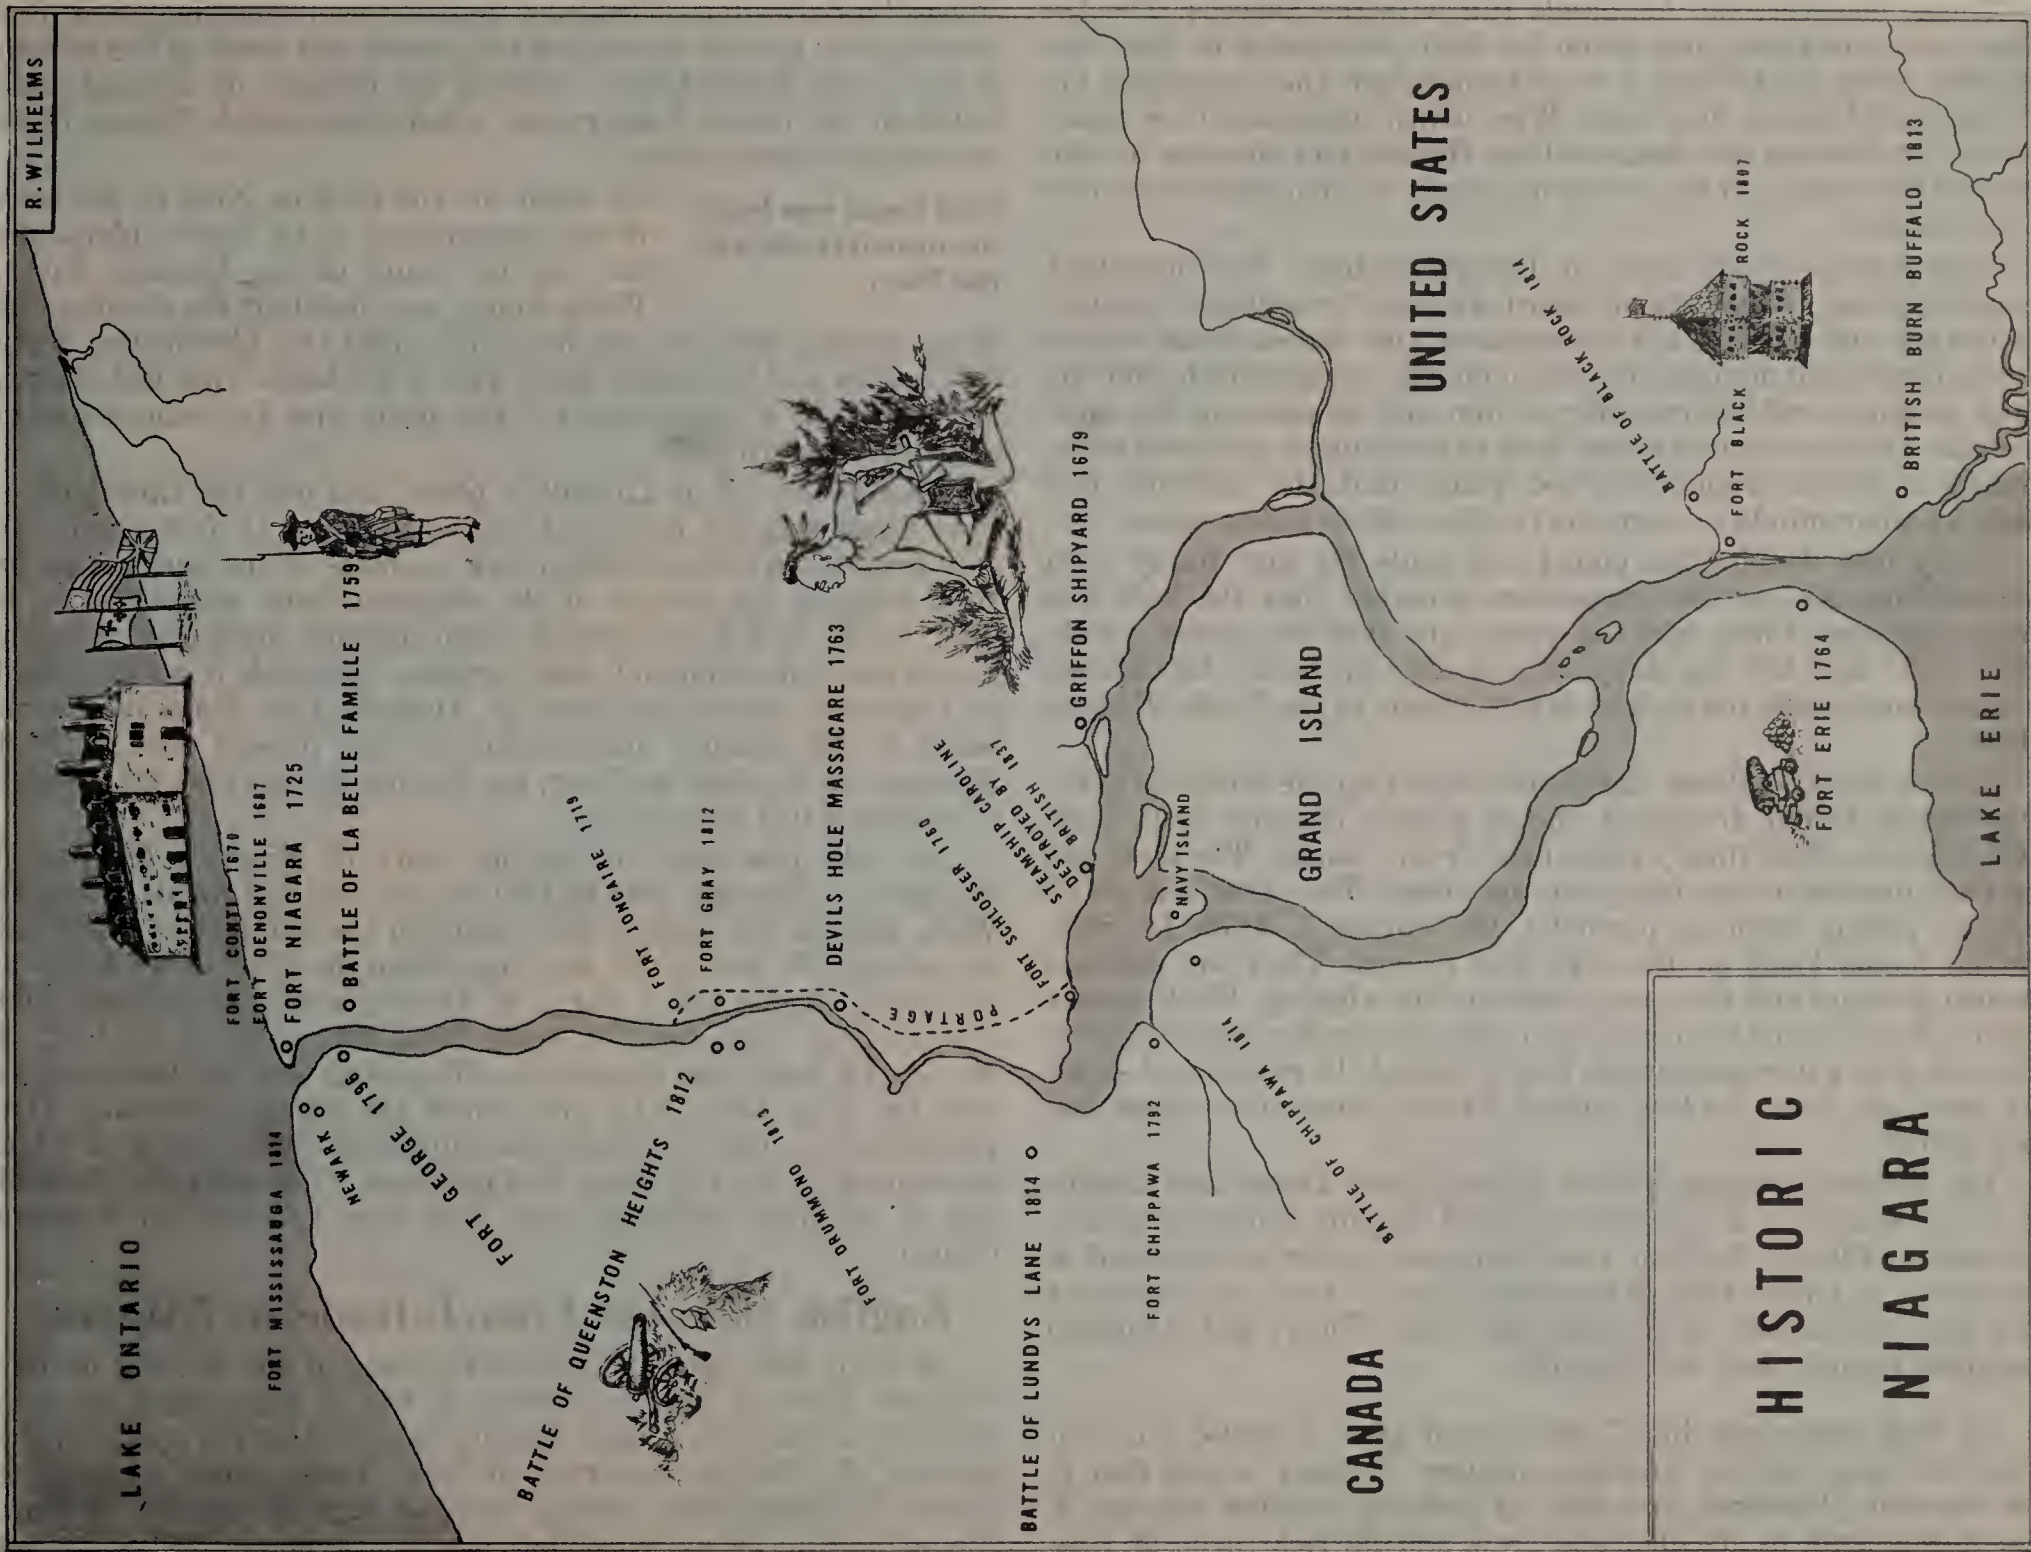 R. WILHELMS
LAKE ONTARIO
FORT CONTI 1670
FORT DENONVILLE 1687
FORT NIAGARA 1725
BATTLE OF LA BELLE FAMILLE 1759
FORT MISSISSAUGA 1814
NEWARK
FORT GEORGE 1796
FORT JONCAIRE 1719
FORT GRAY 1812
BATTLE OF QUEENSTON HEIGHTS 1812
FORT DRUMMOND 1813
DEVILS HOLE MASSACARE 1763
PORTAGE
FORT SCHLOSSER 1760
STEAMSHIP CAROLINE
DESTROYED BY
BRITISH 1837
GRIFFON SHIPYARD 1679
BATTLE OF LUNDYS LANE 1814
FORT CHIPPAWA 1792
NAVY ISLAND
BATTLE OF CHIPPAWA 1814
GRAND ISLAND
CANADA
UNITED STATES
BATTLE OF BLACK ROCK 1814
FORT BLACK ROCK 1807
FORT ERIE 1764
BRITISH BURN BUFFALO 1813
LAKE ERIE
HISTORIC
NIAGARA